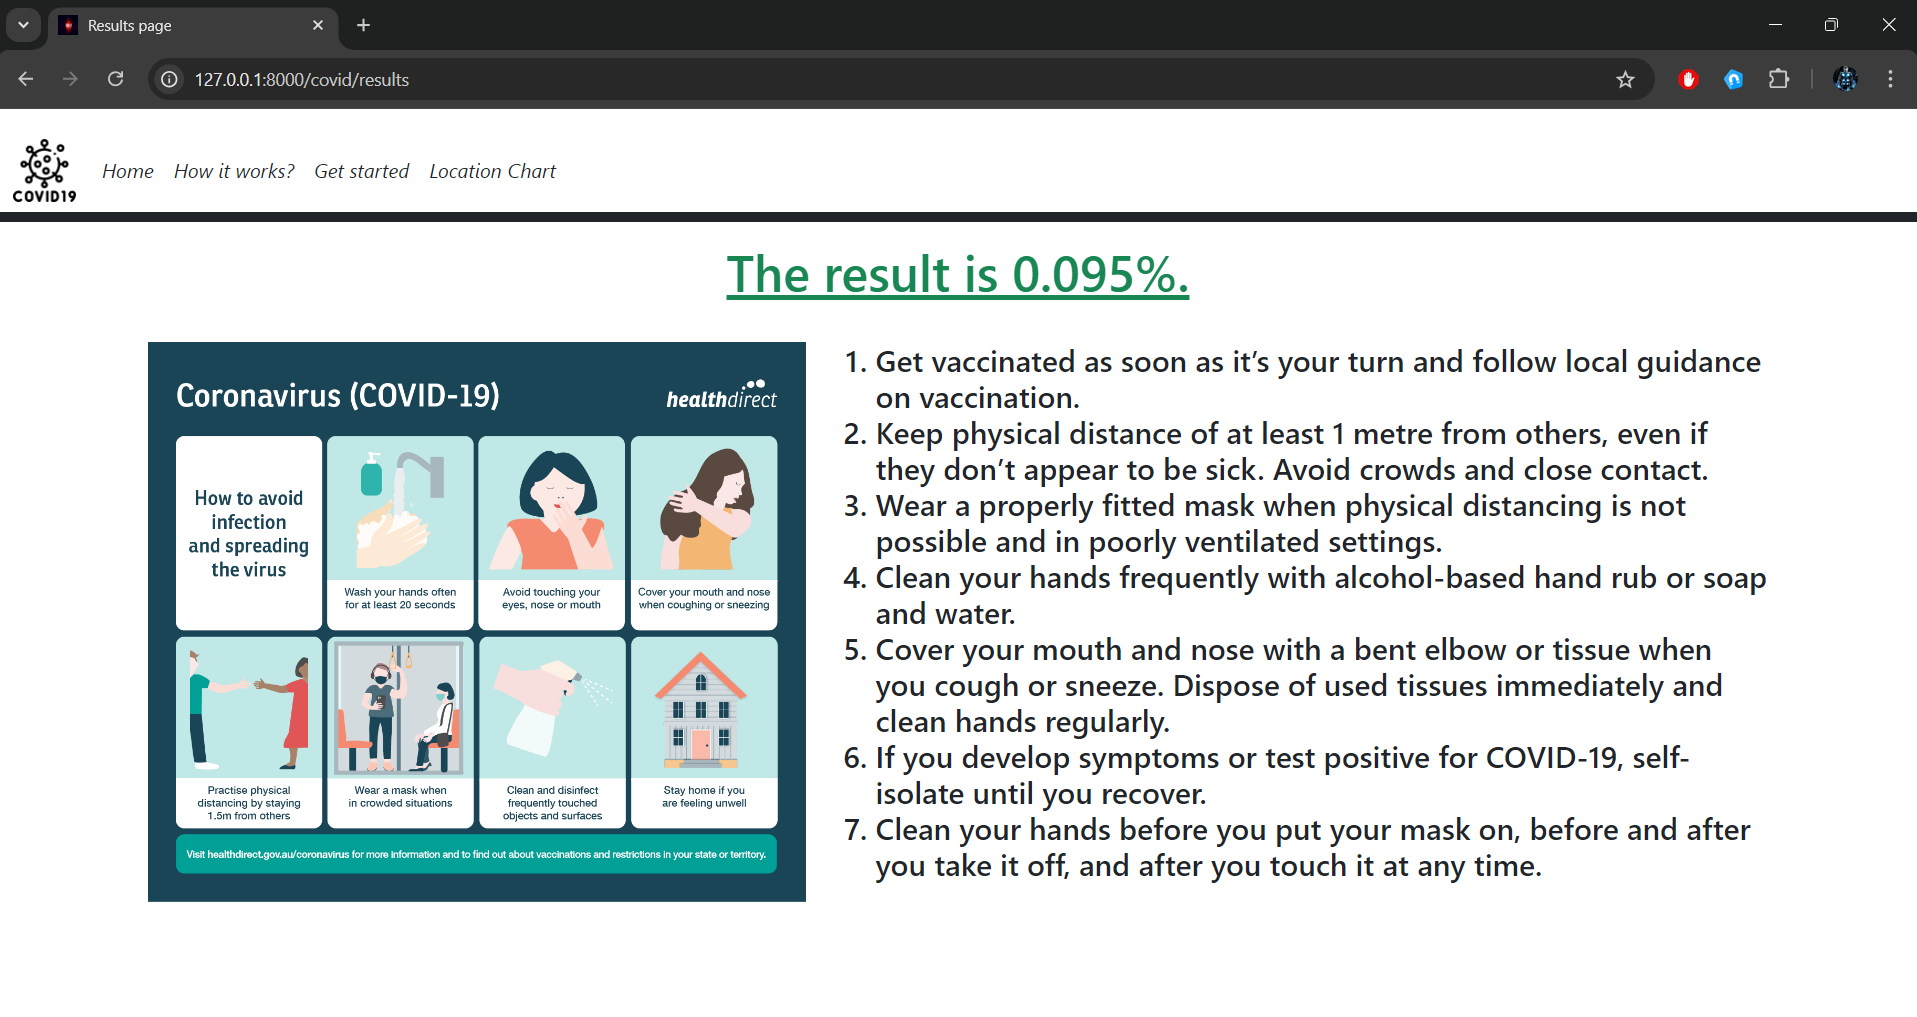 Results page
127.0.0.1:8000/covid/results
COVID19
Home How it works? Get started Location Chart
The result is 0.095%.
Coronavirus (COVID-19)
healthdirect
How to avoid
infection
and spreading
the virus
Wash your hands often
for at least 20 seconds
Avoid touching your
eyes, nose or mouth
Cover your mouth and nose
when coughing or sneezing
Practise physical
distancing by staying
1.5m from others
Wear a mask when
in crowded situations
Clean and disinfect
frequently touched
objects and surfaces
Stay home if you
are feeling unwell
Visit healthdirect.gov.au/coronavirus for more information and to find out about vaccinations and restrictions in your state or territory.
1. Get vaccinated as soon as it’s your turn and follow local guidance
on vaccination.
2. Keep physical distance of at least 1 metre from others, even if
they don’t appear to be sick. Avoid crowds and close contact.
3. Wear a properly fitted mask when physical distancing is not
possible and in poorly ventilated settings.
4. Clean your hands frequently with alcohol-based hand rub or soap
and water.
5. Cover your mouth and nose with a bent elbow or tissue when
you cough or sneeze. Dispose of used tissues immediately and
clean hands regularly.
6. If you develop symptoms or test positive for COVID-19, self-
isolate until you recover.
7. Clean your hands before you put your mask on, before and after
you take it off, and after you touch it at any time.